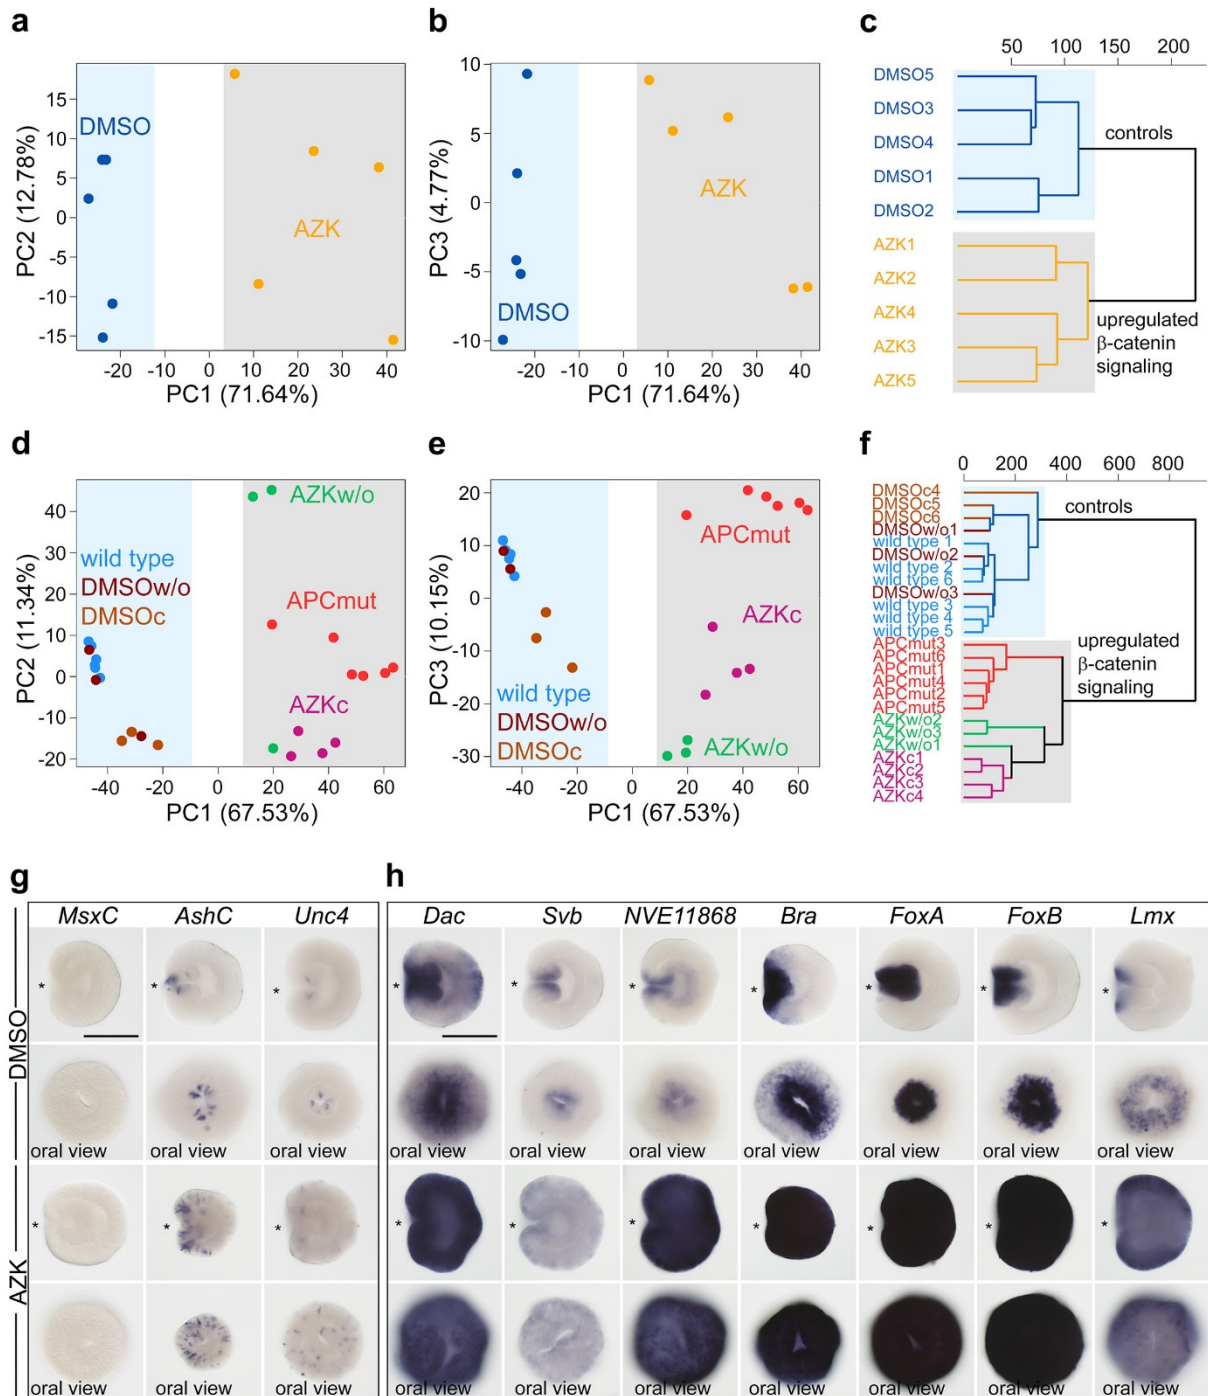 a
PC2 (12.78%)
15
10
5
0
-5
-10
-15
DMSO
AZK
-20
-10
0
10
20
30
40
PC1 (71.64%)
b
PC3 (4.77%)
10
5
0
-5
-10
DMSO
AZK
-20
-10
0
10
20
30
40
PC1 (71.64%)
c
50
100
150
200
DMSO5
DMSO3
DMSO4
DMSO1
DMSO2
AZK1
AZK2
AZK4
AZK3
AZK5
controls
upregulated
β-catenin
signaling
d
PC2 (11.34%)
40
30
20
10
0
-10
-20
wild type
DMSOw/o
DMSOc
AZKw/o
APCmut
AZKc
-40
-20
0
20
40
60
PC1 (67.53%)
e
PC3 (10.15%)
20
10
0
-10
-20
-30
APCmut
AZKc
wild type
DMSOw/o
DMSOc
AZKw/o
-40
-20
0
20
40
60
PC1 (67.53%)
f
0
200
400
600
800
DMSOc4
DMSOc5
DMSOc6
DMSOw/o1
wild type 1
DMSOw/o2
wild type 2
wild type 6
DMSOw/o3
wild type 3
wild type 4
wild type 5
APCmut3
APCmut6
APCmut1
APCmut4
APCmut2
APCmut5
AZKw/o2
AZKw/o3
AZKw/o1
AZKc1
AZKc2
AZKc3
AZKc4
controls
upregulated
β-catenin
signaling
g
MsxC AshC Unc4
h
Dac Svb NVE11868 Bra FoxA FoxB Lmx
DMSO
* * * * * * * * * *
oral view oral view oral view oral view oral view oral view oral view oral view oral view oral view
AZK
* * * * * * * * * *
oral view oral view oral view oral view oral view oral view oral view oral view oral view oral view